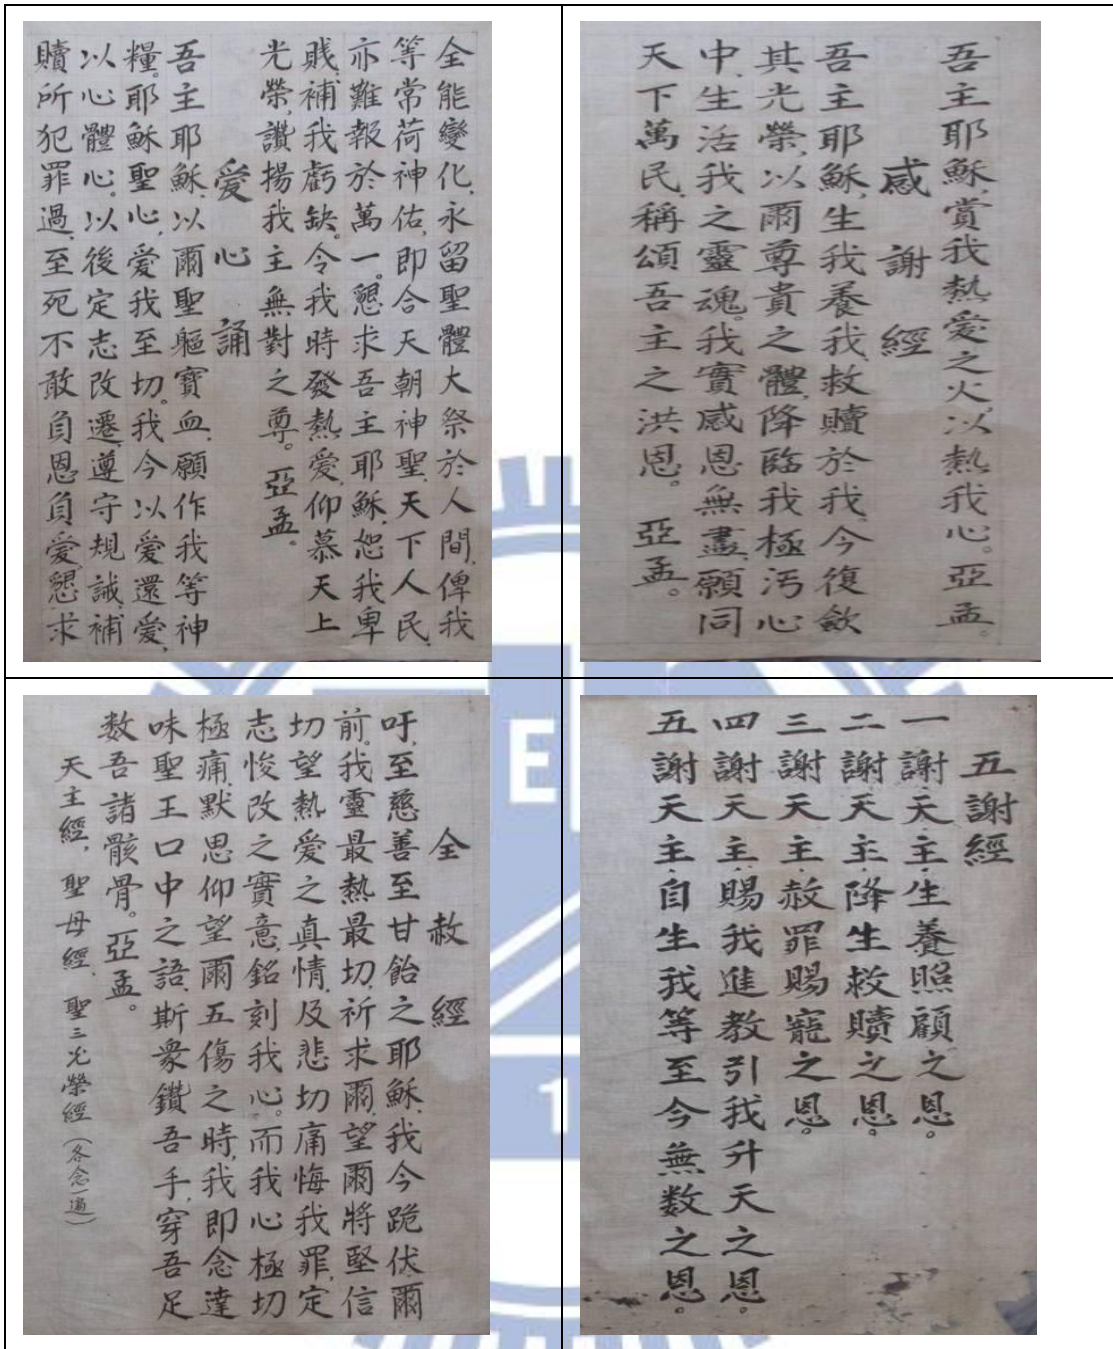 全能變化,永留聖體大祭於人間,俾我
等常荷神佑,即合天朝神聖,天下人民,
亦難報於萬一。懇求吾主耶穌,恕我卑
賤,補我虧缺。令我時發熱愛,仰慕天上
光榮,讚揚我主無對之尊。亞孟。
愛心誦
吾主耶穌,以爾聖軀寶血,願作我等神
糧。耶穌聖心,愛我至切。我今以愛還愛,
以心體心。以後定志改遷,遵守規誡,補
贖所犯罪過,至死不敢負恩負愛,懇求
吾主耶穌,賞我熱愛之火,以熱我心。亞孟。
感謝經
吾主耶穌,生我養我,救贖於我。今復斂
其光榮,以爾尊貴之體,降臨我極污心
中,生活我之靈魂。我實感恩無盡,願同
天下萬民,稱頌吾主之洪恩。亞孟。
全赦經
吁,至慈善至甘飴之耶穌,我今跪伏爾
前。我靈最熱最切,祈求爾,望爾將堅信
切望熱愛之真情,及悲切痛悔我罪,定
志悛改之實意,銘刻我心。而我心極切
極痛,默思仰望爾五傷之時,我即念達
味聖王口中之語,斯衆鑽吾手,穿吾足
数吾諸骸骨。亞孟。
天主經,聖母經,聖三光榮經(各念一遍)
五謝經
一謝天主,生養照顧之恩。
二謝天主,降生救贖之恩。
三謝天主,赦罪賜寵之恩。
四謝天主,賜我進教引我升天之恩。
五謝天主,自生我等至今無数之恩。
E
1